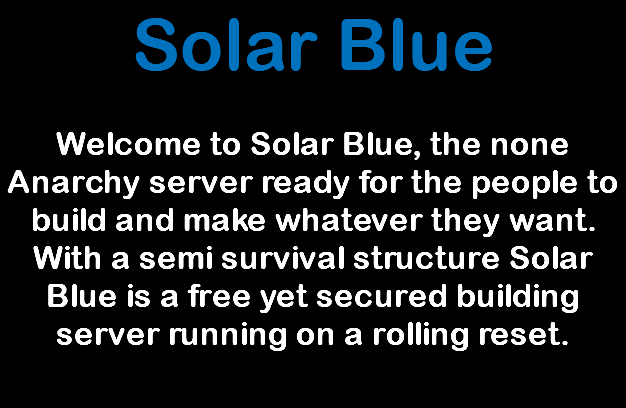 Solar Blue
Welcome to Solar Blue, the none
Anarchy server ready for the people to
build and make whatever they want.
With a semi survival structure Solar
Blue is a free yet secured building
server running on a rolling reset.